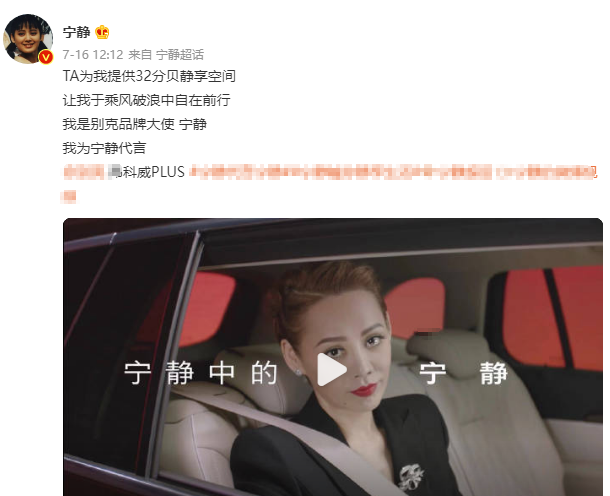 宁静
7-16 12:12 来自 宁静超话
TA为我提供32分贝静享空间
让我于乘风破浪中自在前行
我是别克品牌大使 宁静
我为宁静代言
科威PLUS
宁静中的 宁静